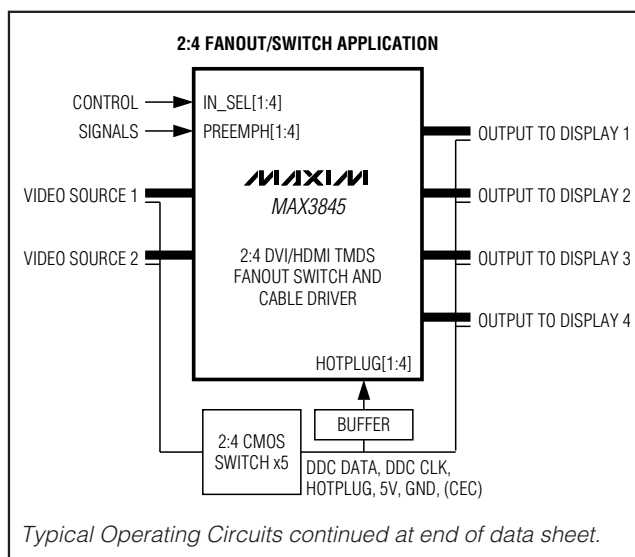 2:4 FANOUT/SWITCH APPLICATION
CONTROL
SIGNALS
IN_SEL[1:4]
PREEMPH[1:4]
VIDEO SOURCE 1
VIDEO SOURCE 2
MAXIM
MAX3845
2:4 DVI/HDMI TMDS
FANOUT SWITCH AND
CABLE DRIVER
HOTPLUG[1:4]
OUTPUT TO DISPLAY 1
OUTPUT TO DISPLAY 2
OUTPUT TO DISPLAY 3
OUTPUT TO DISPLAY 4
BUFFER
2:4 CMOS
SWITCH x5
DDC DATA, DDC CLK,
HOTPLUG, 5V, GND, (CEC)
Typical Operating Circuits continued at end of data sheet.